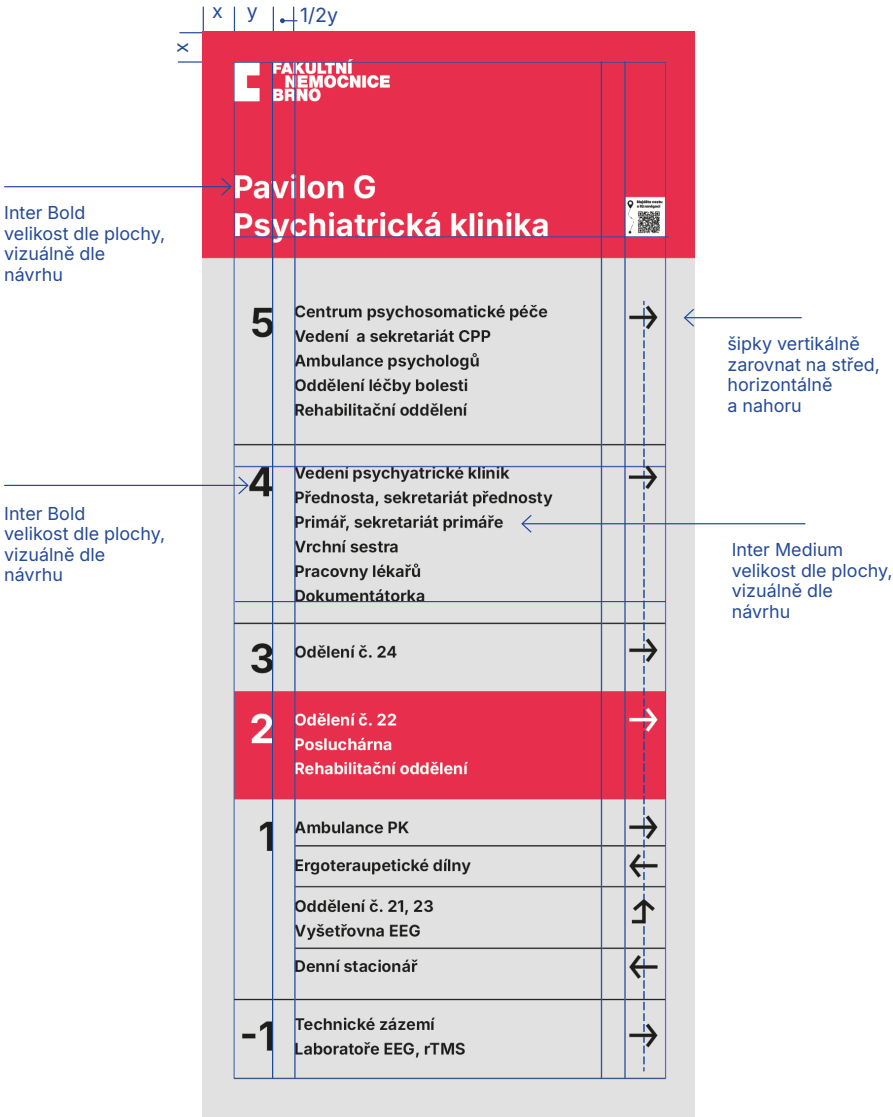 x y 1/2y
x
FAKULTNÍ
NEMOCNICE
BRNO
Pavilon G
Psychiatrická klinika
Inter Bold
velikost dle plochy,
vizuálně dle
návrhu
5
Centrum psychosomatické péče
Vedení  a sekretariát CPP
Ambulance psychologů
Oddělení léčby bolesti
Rehabilitační oddělení
šipky vertikálně
zarovnat na střed,
horizontálně
a nahoru
4
Vedení psychyatrické klinik
Přednosta, sekretariát přednosty
Primář, sekretariát primáře
Vrchní sestra
Pracovny lékařů
Dokumentátorka
Inter Bold
velikost dle plochy,
vizuálně dle
návrhu
Inter Medium
velikost dle plochy,
vizuálně dle
návrhu
3
Odělení č. 24
2
Odělení č. 22
Posluchárna
Rehabilitační oddělení
1
Ambulance PK
Ergoteraupetické dílny
Oddělení č. 21, 23
Vyšetřovna EEG
Denní stacionář
-1
Technické zázemí
Laboratoře EEG, rTMS